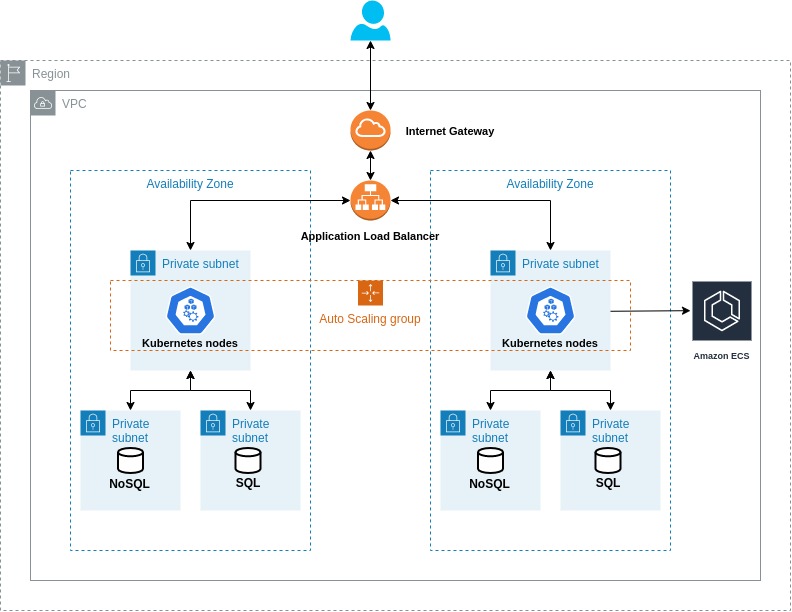 Region
VPC
Internet Gateway
Availability Zone
Availability Zone
Application Load Balancer
Private subnet
Private subnet
Auto Scaling group
Kubernetes nodes
Kubernetes nodes
Amazon ECS
Private
subnet
NoSQL
Private
subnet
SQL
Private
subnet
NoSQL
Private
subnet
SQL